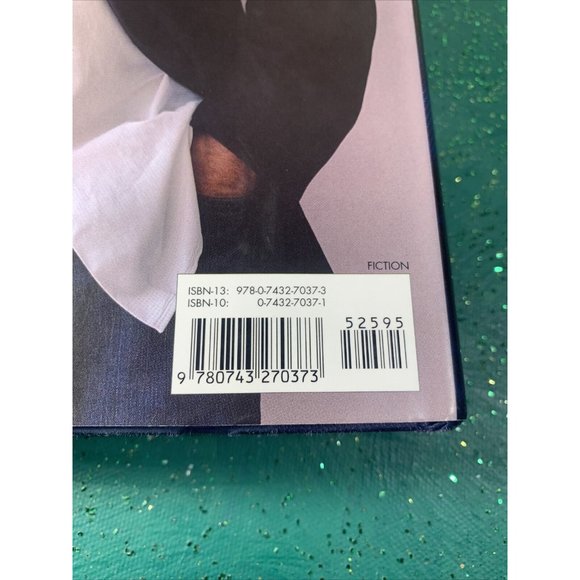 FICTION
ISBN-13: 978-0-7432-7037-3
ISBN-10: 0-7432-7037-1
52595
9 780743 270373